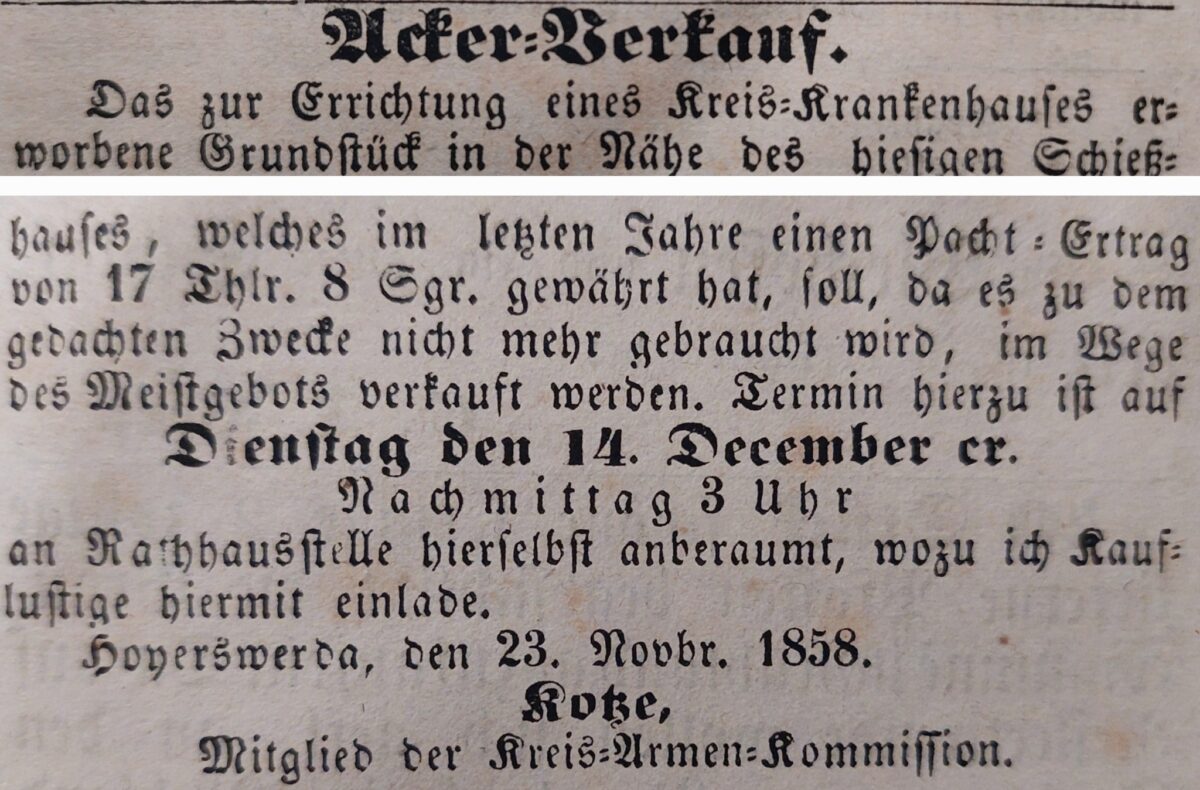 Acker-Verkauf.
Das zur Errichtung eines Kreis-Krankenhauses er-
worbene Grundstück in der Nähe des hiesigen Schieß-
hauses, welches im letzten Jahre einen Pacht-Ertrag
von 17 Thlr. 8 Sgr. gewährt hat, soll, da es zu dem
gedachten Zwecke nicht mehr gebraucht wird, im Wege
des Meistgebots verkauft werden. Termin hierzu ist auf
Dienstag den 14. December cr.
Nachmittag 3 Uhr
an Rathhausstelle hierselbst anberaumt, wozu ich Kauf-
lustige hiermit einlade.
Hoyerswerda, den 23. Novbr. 1858.
Kotze,
Mitglied der Kreis-Armen-Kommission.